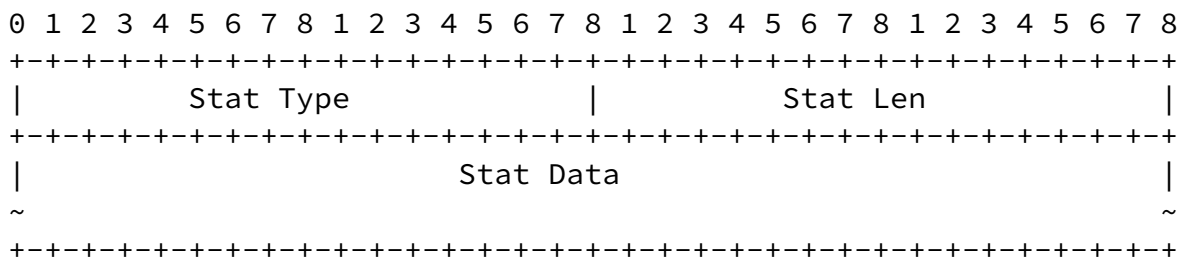 0 1 2 3 4 5 6 7 8 1 2 3 4 5 6 7 8 1 2 3 4 5 6 7 8 1 2 3 4 5 6 7 8
+-+-+-+-+-+-+-+-+-+-+-+-+-+-+-+-+-+-+-+-+-+-+-+-+-+-+-+-+-+-+-+-+
|         Stat Type             |          Stat Len             |
+-+-+-+-+-+-+-+-+-+-+-+-+-+-+-+-+-+-+-+-+-+-+-+-+-+-+-+-+-+-+-+-+
|                        Stat Data                              |
~                                                               ~
+-+-+-+-+-+-+-+-+-+-+-+-+-+-+-+-+-+-+-+-+-+-+-+-+-+-+-+-+-+-+-+-+